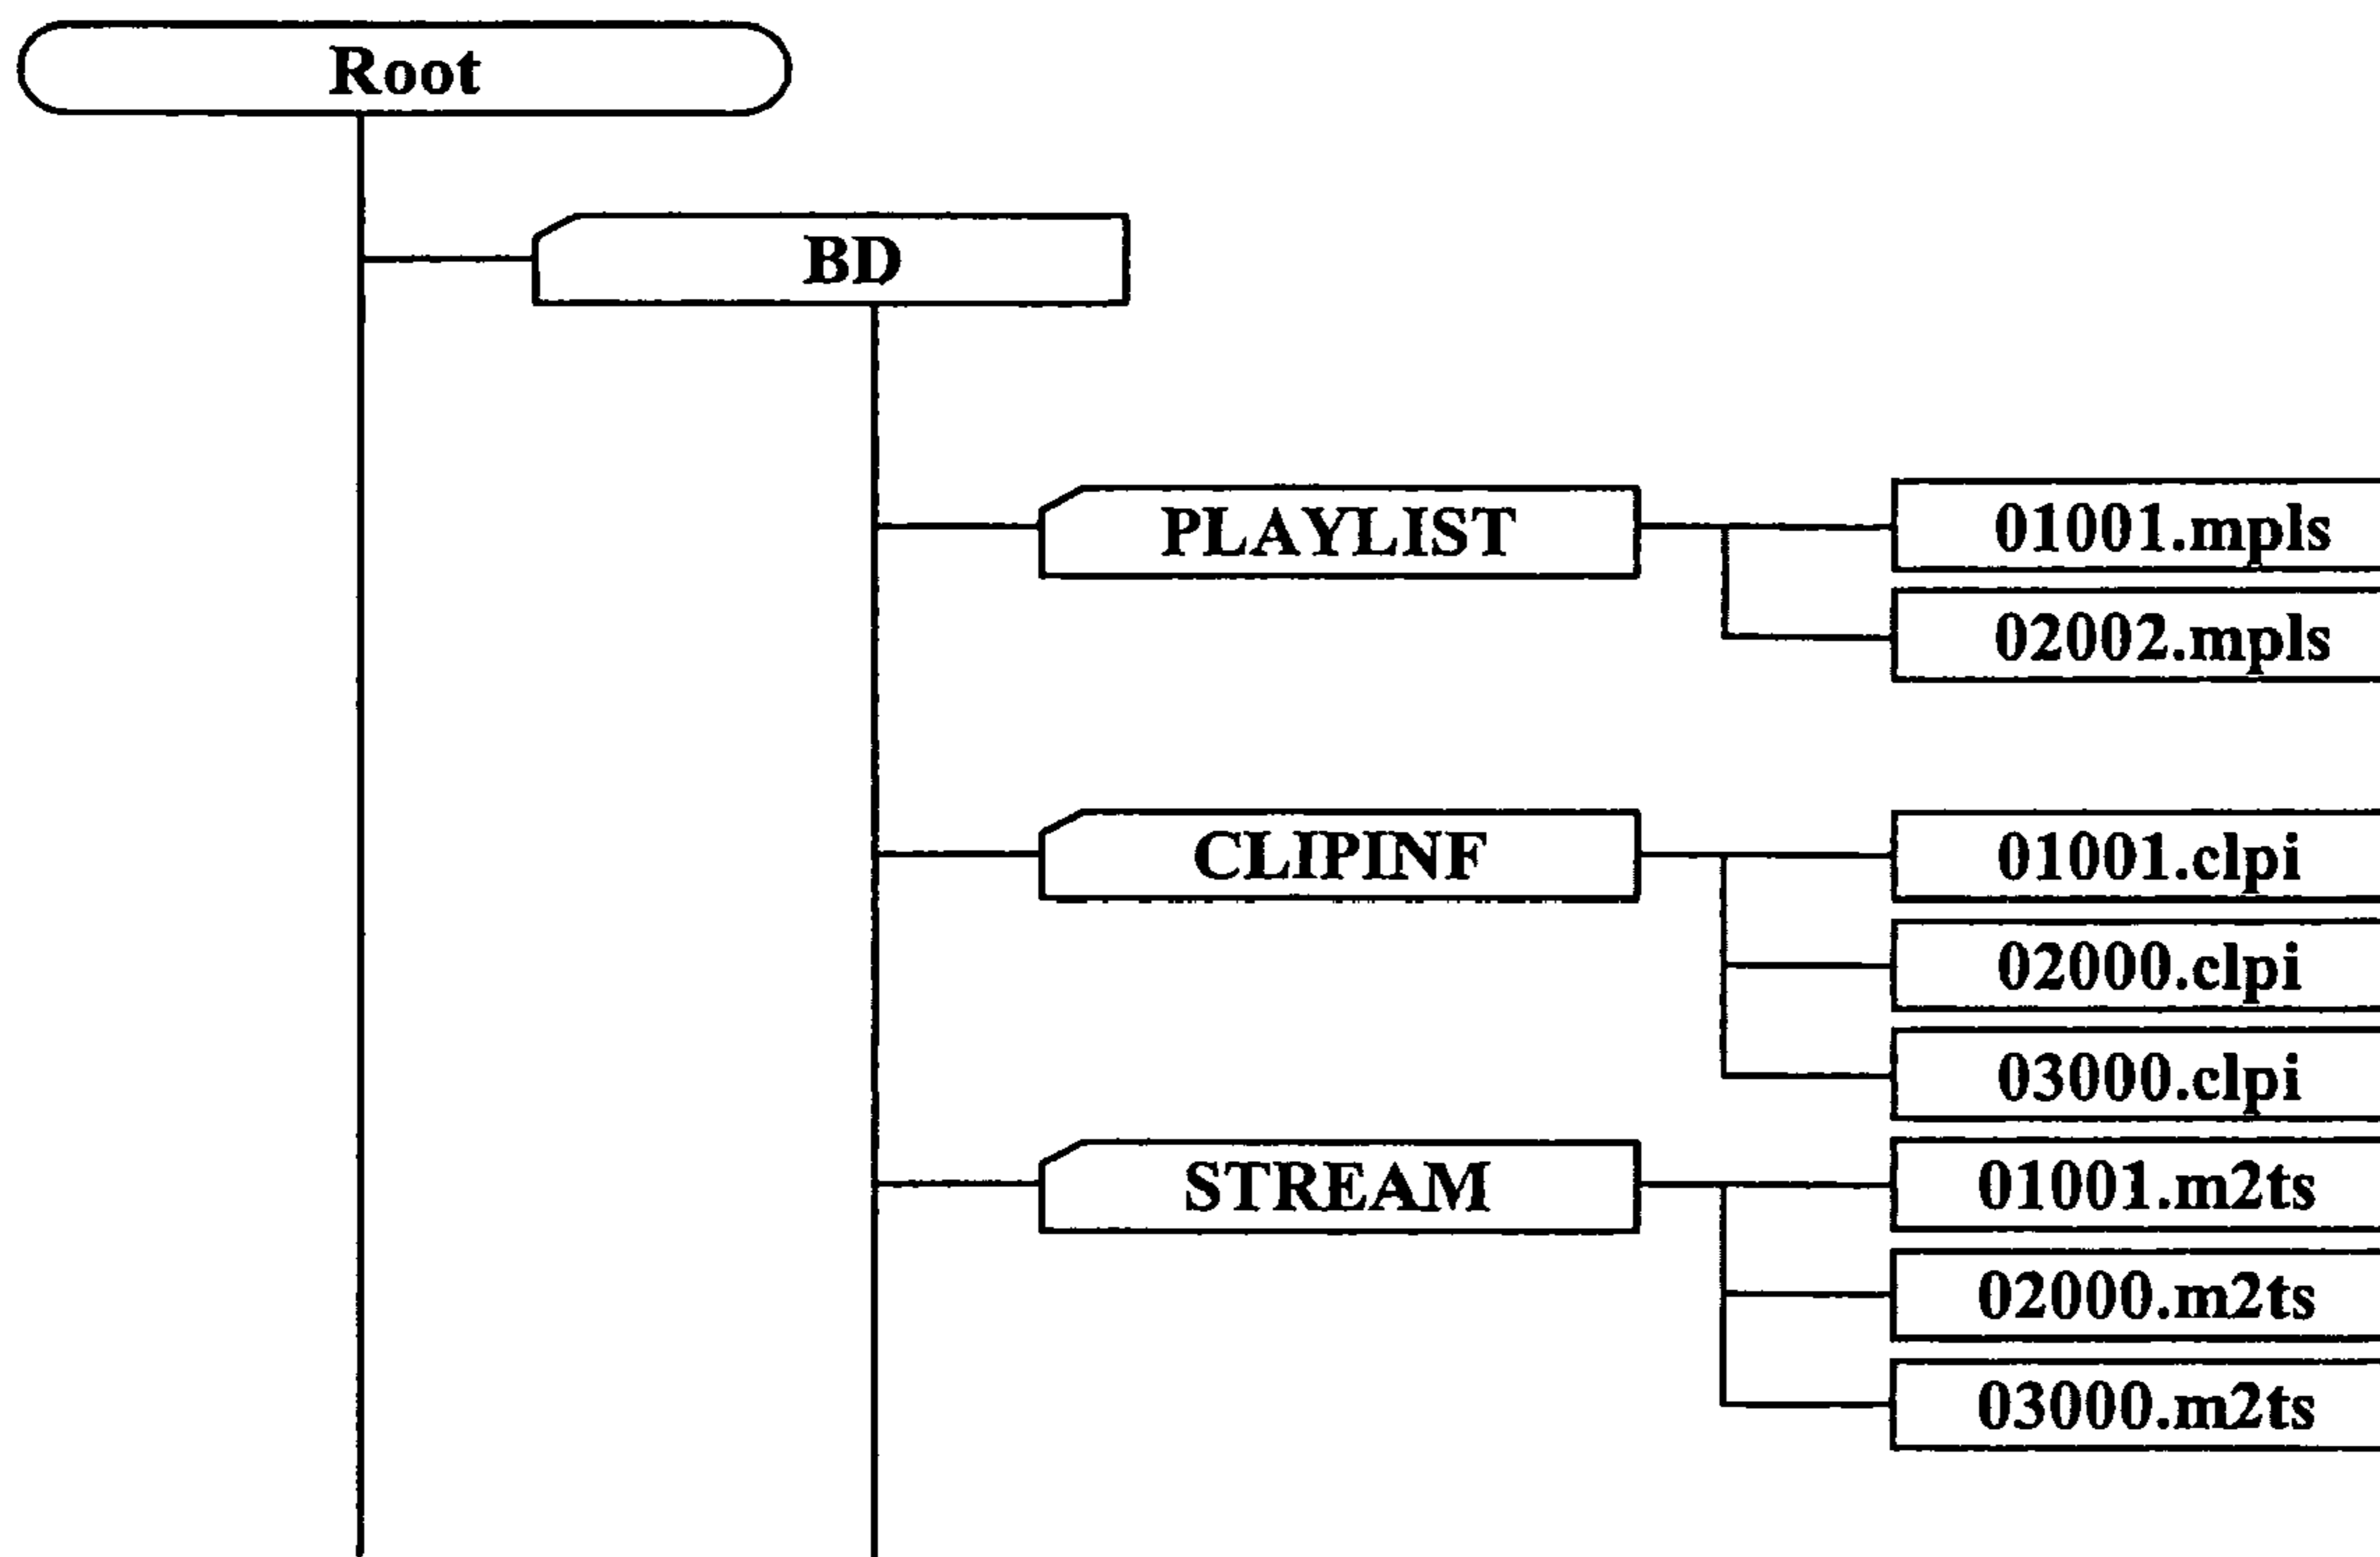 Root
BD
PLAYLIST
01001.mpls
02002.mpls
CLIPINF
01001.clpi
02000.clpi
03000.clpi
STREAM
01001.m2ts
02000.m2ts
03000.m2ts